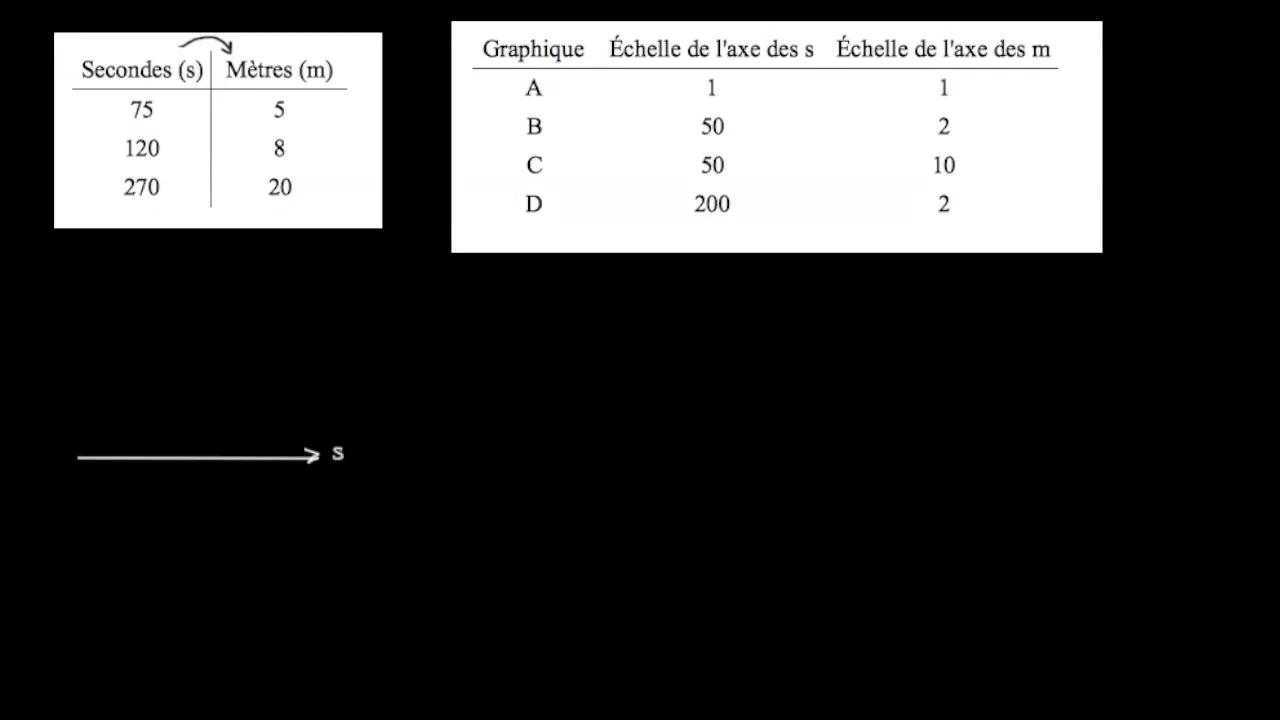 Secondes (s) Mètres (m)
75 5
120 8
270 20
Graphique Échelle de l'axe des s Échelle de l'axe des m
A 1 1
B 50 2
C 50 10
D 200 2
s